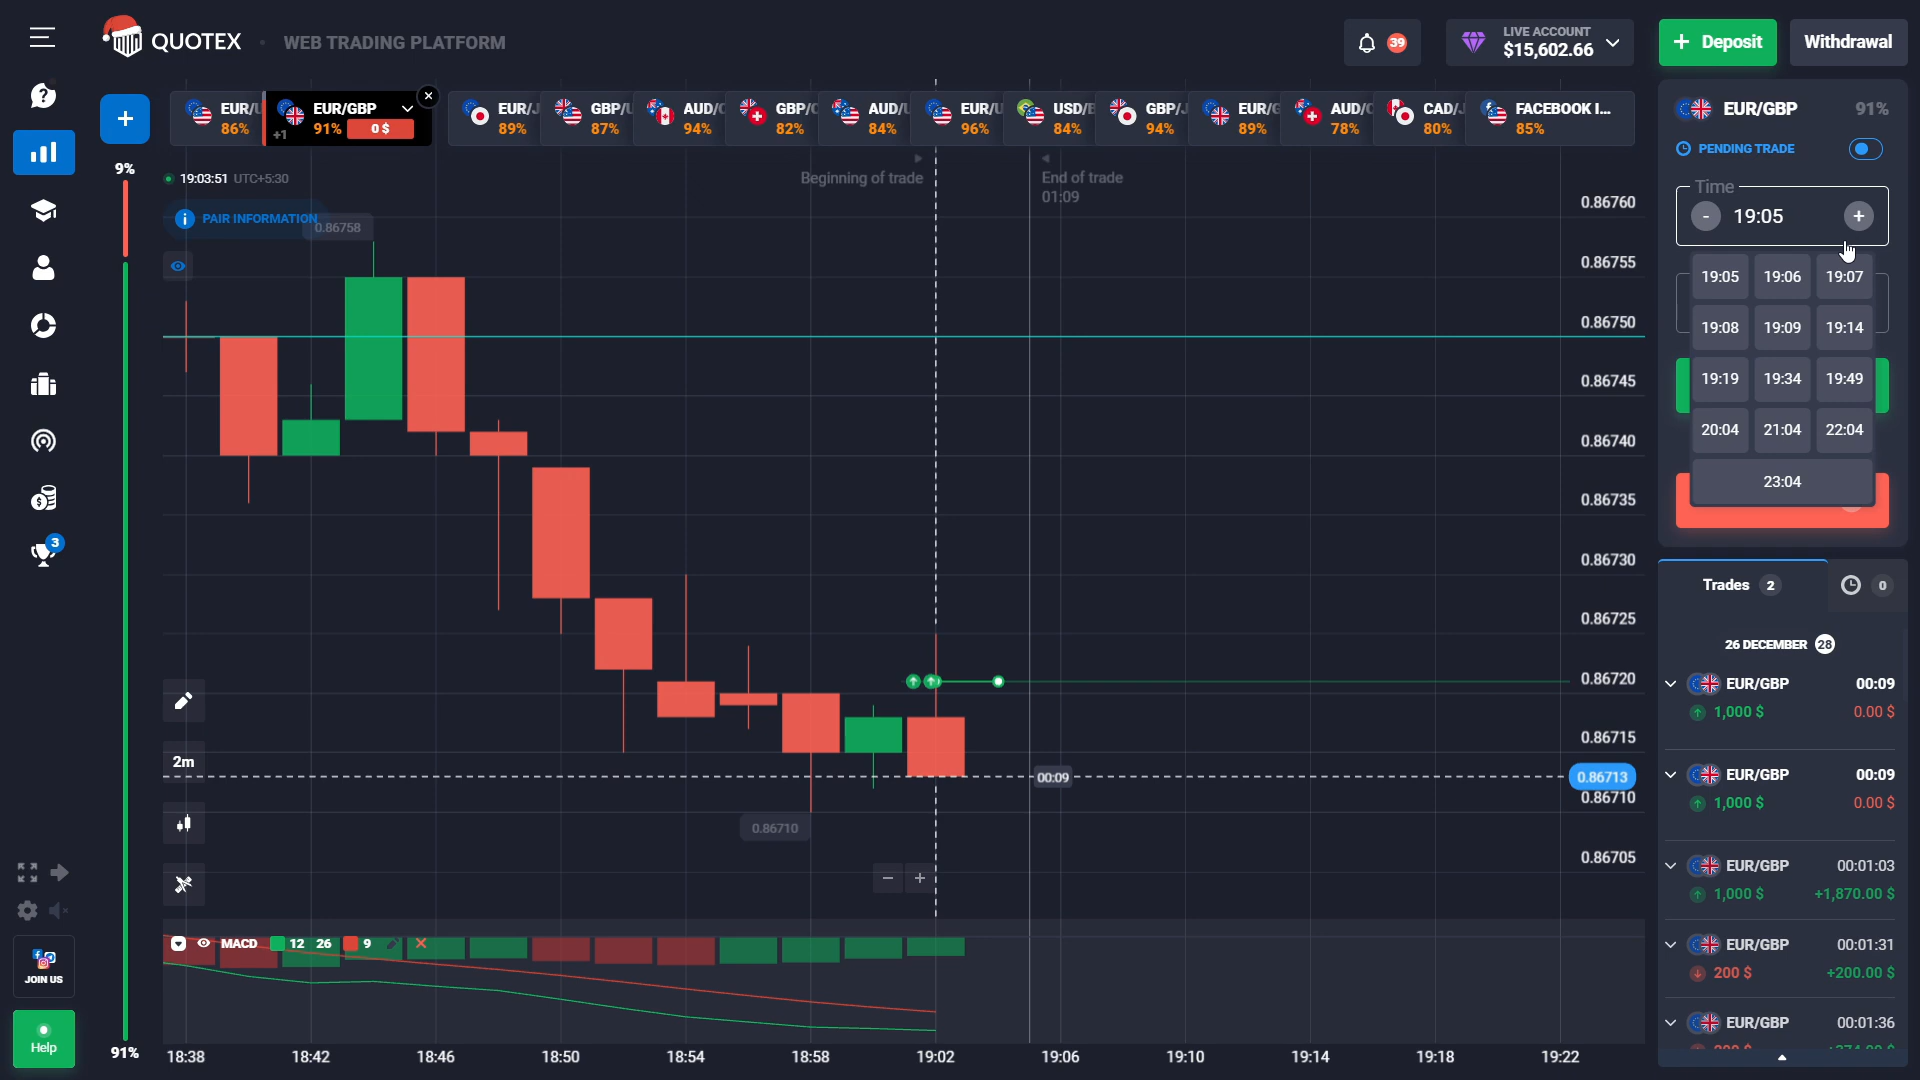 QUOTEX
WEB TRADING PLATFORM
39
LIVE ACCOUNT
$15,602.66
+ Deposit
Withdrawal
EUR/U
86%
EUR/GBP
+1
91%
0 $
EUR/J
89%
GBP/U
87%
AUD/C
94%
GBP/C
82%
AUD/U
84%
EUR/U
96%
USD/B
84%
GBP/J
94%
EUR/G
89%
AUD/C
78%
CAD/J
80%
FACEBOOK I...
85%
9%
19:03:51 UTC+5:30
PAIR INFORMATION
0.86758
Beginning of trade
End of trade
01:09
0.86760
0.86755
0.86750
0.86745
0.86740
0.86735
0.86730
0.86725
0.86720
0.86715
0.86713
0.86710
0.86705
2m
00:09
0.86710
MACD 12 26 9
18:38
18:42
18:46
18:50
18:54
18:58
19:02
19:06
19:10
19:14
19:18
19:22
91%
3
JOIN US
Help
EUR/GBP 91%
PENDING TRADE
Time
- 19:05 +
19:05 19:06 19:07
19:08 19:09 19:14
19:19 19:34 19:49
20:04 21:04 22:04
23:04
Trades 2
0
26 DECEMBER 28
EUR/GBP 00:09
1,000 $ 0.00 $
EUR/GBP 00:09
1,000 $ 0.00 $
EUR/GBP 00:01:03
1,000 $ +1,870.00 $
EUR/GBP 00:01:31
200 $ +200.00 $
EUR/GBP 00:01:36